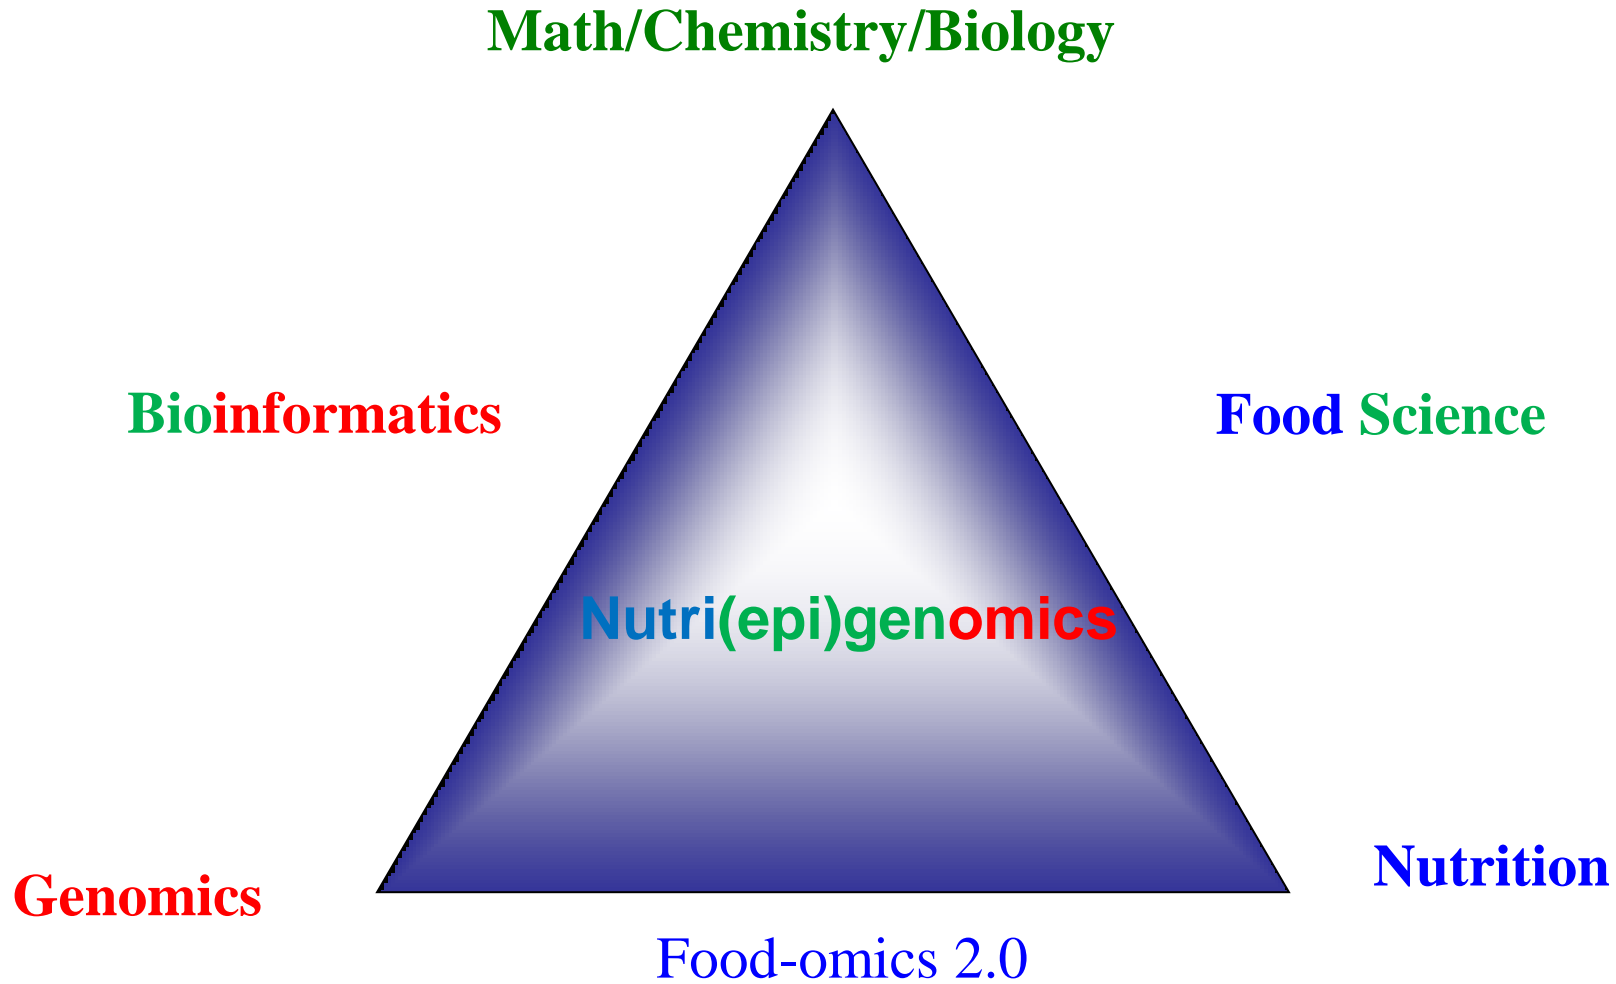 Math/Chemistry/Biology
Bioinformatics
Food Science
Nutri(epi)genomics
Genomics
Nutrition
Food-omics 2.0